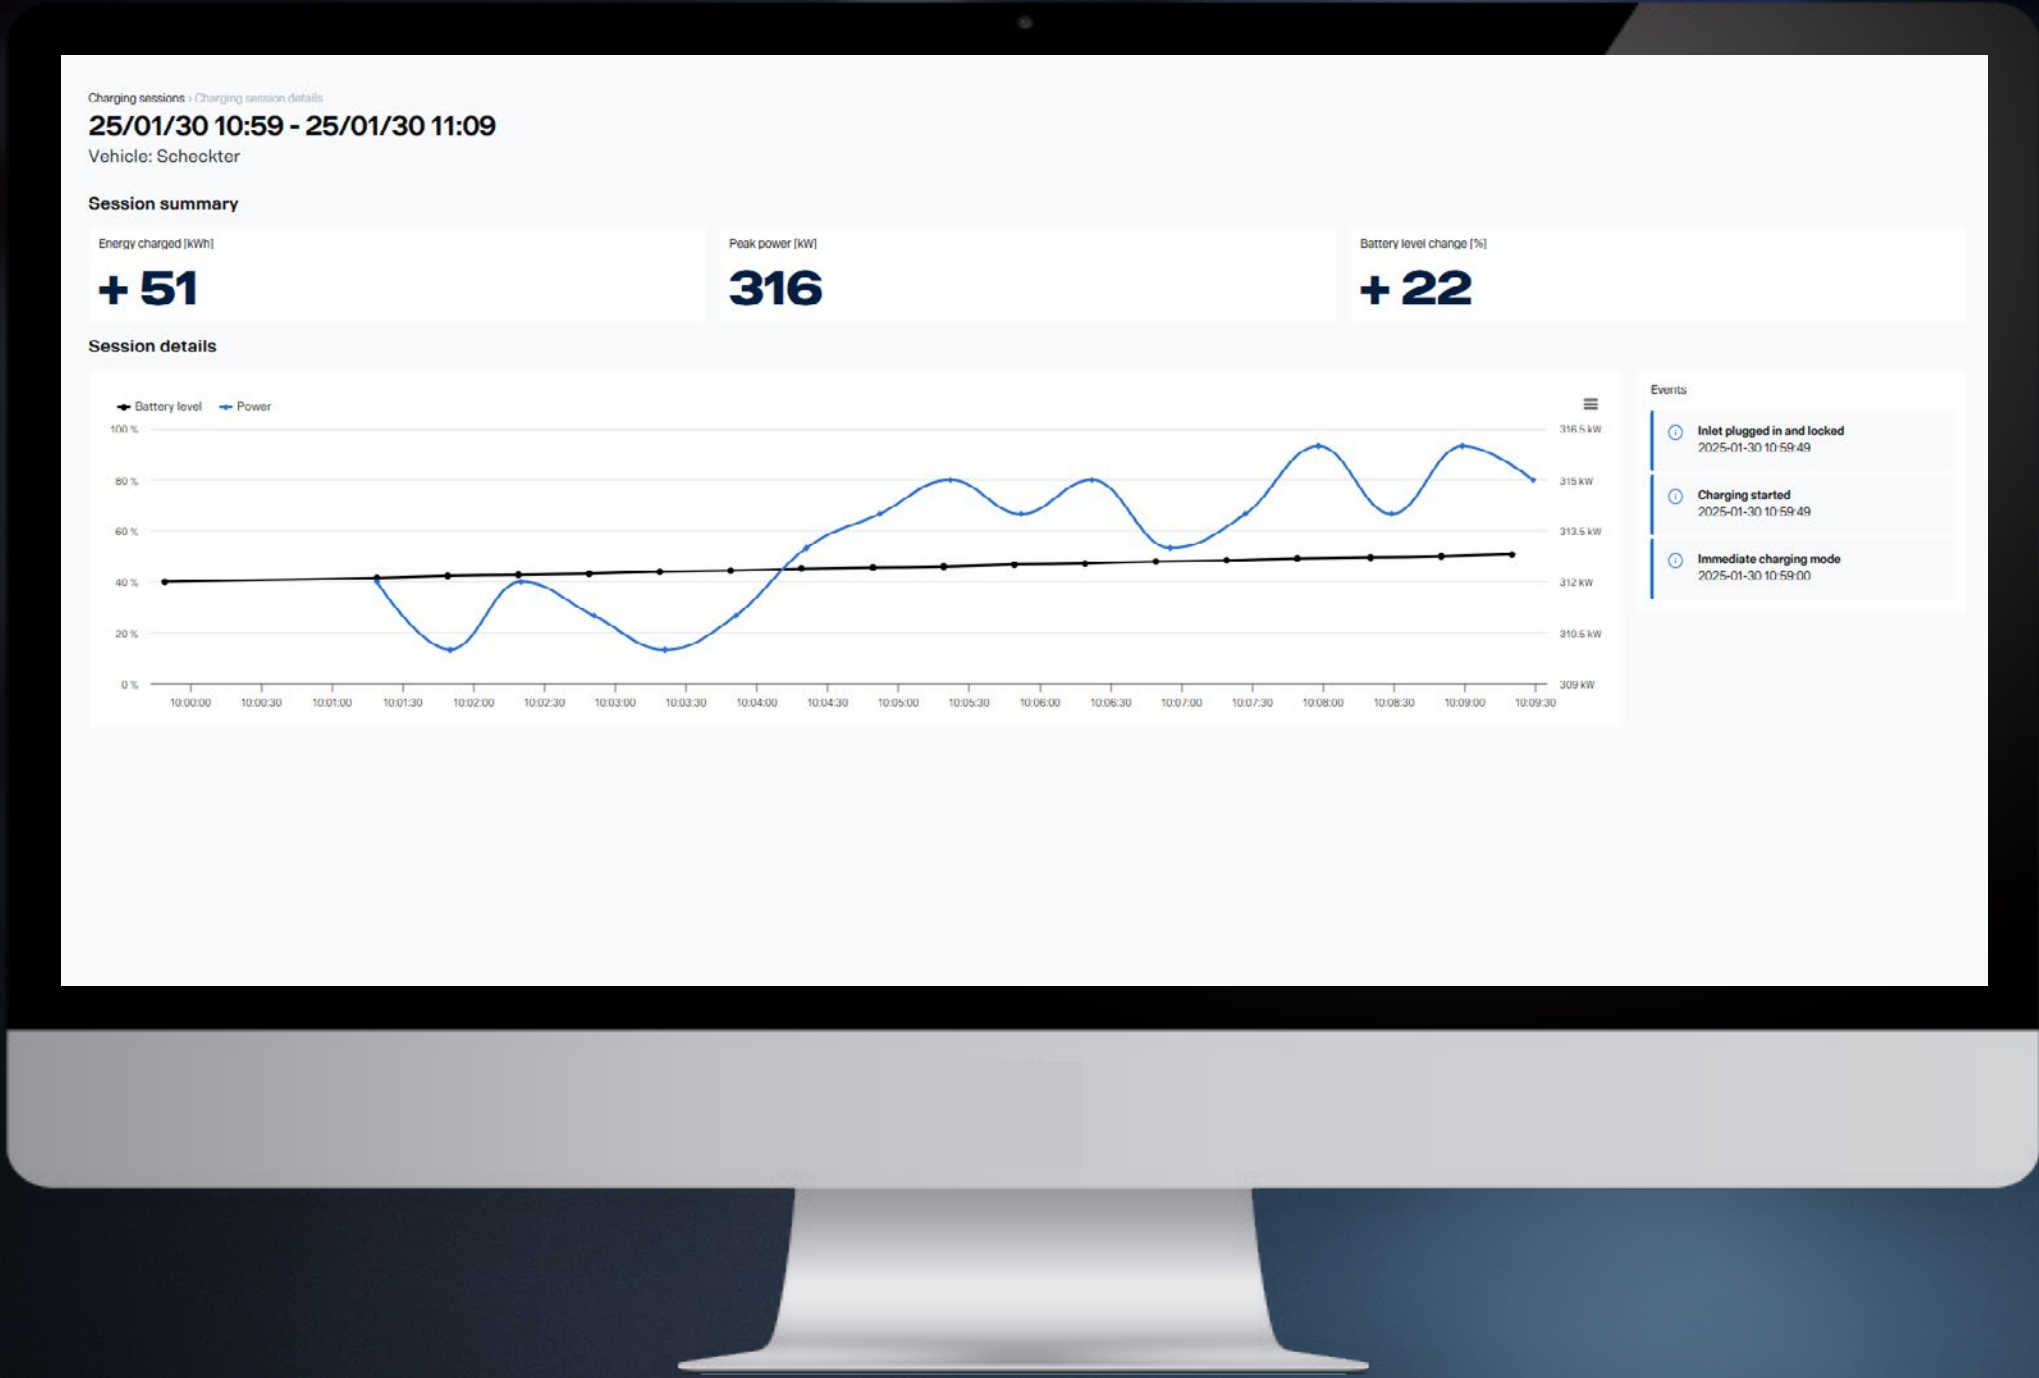 Charging sessions › Charging session details
25/01/30 10:59 - 25/01/30 11:09
Vehicle: Scheckter
Session summary
Energy charged [kWh]
+ 51
Peak power [kW]
316
Battery level change [%]
+ 22
Session details
Battery level Power
100 %
80 %
60 %
40 %
20 %
0 %
316.5 kW
315 kW
313.5 kW
312 kW
310.5 kW
309 kW
10:00:00 10:00:30 10:01:00 10:01:30 10:02:00 10:02:30 10:03:00 10:03:30 10:04:00 10:04:30 10:05:00 10:05:30 10:06:00 10:06:30 10:07:00 10:07:30 10:08:00 10:08:30 10:09:00 10:09:30
Events
Inlet plugged in and locked
2025-01-30 10:59:49
Charging started
2025-01-30 10:59:49
Immediate charging mode
2025-01-30 10:59:00